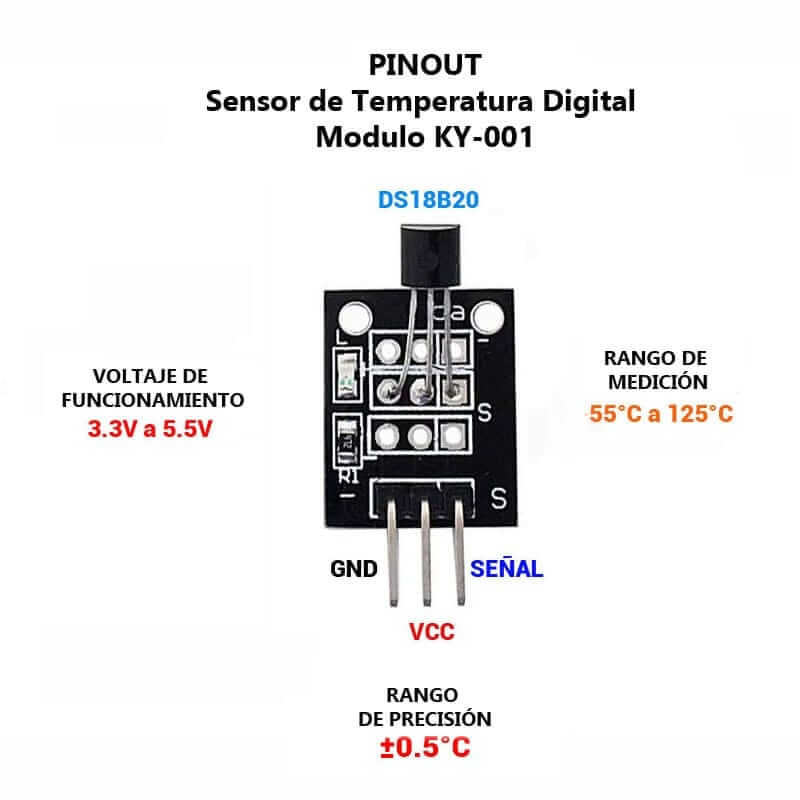 PINOUT
Sensor de Temperatura Digital
Modulo KY-001
DS18B20
VOLTAJE DE
FUNCIONAMIENTO
3.3V a 5.5V
RANGO DE
MEDICIÓN
-55°C a 125°C
L
-
S
R1
-
S
GND
SEÑAL
VCC
RANGO
DE PRECISIÓN
±0.5°C